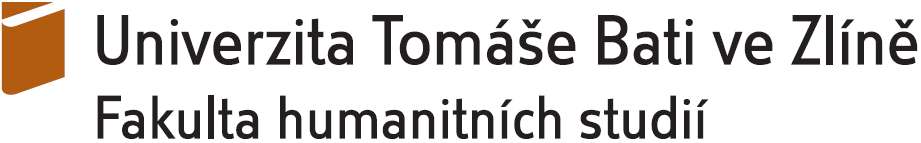 Univerzita Tomáše Bati ve Zlíně
Fakulta humanitních studií